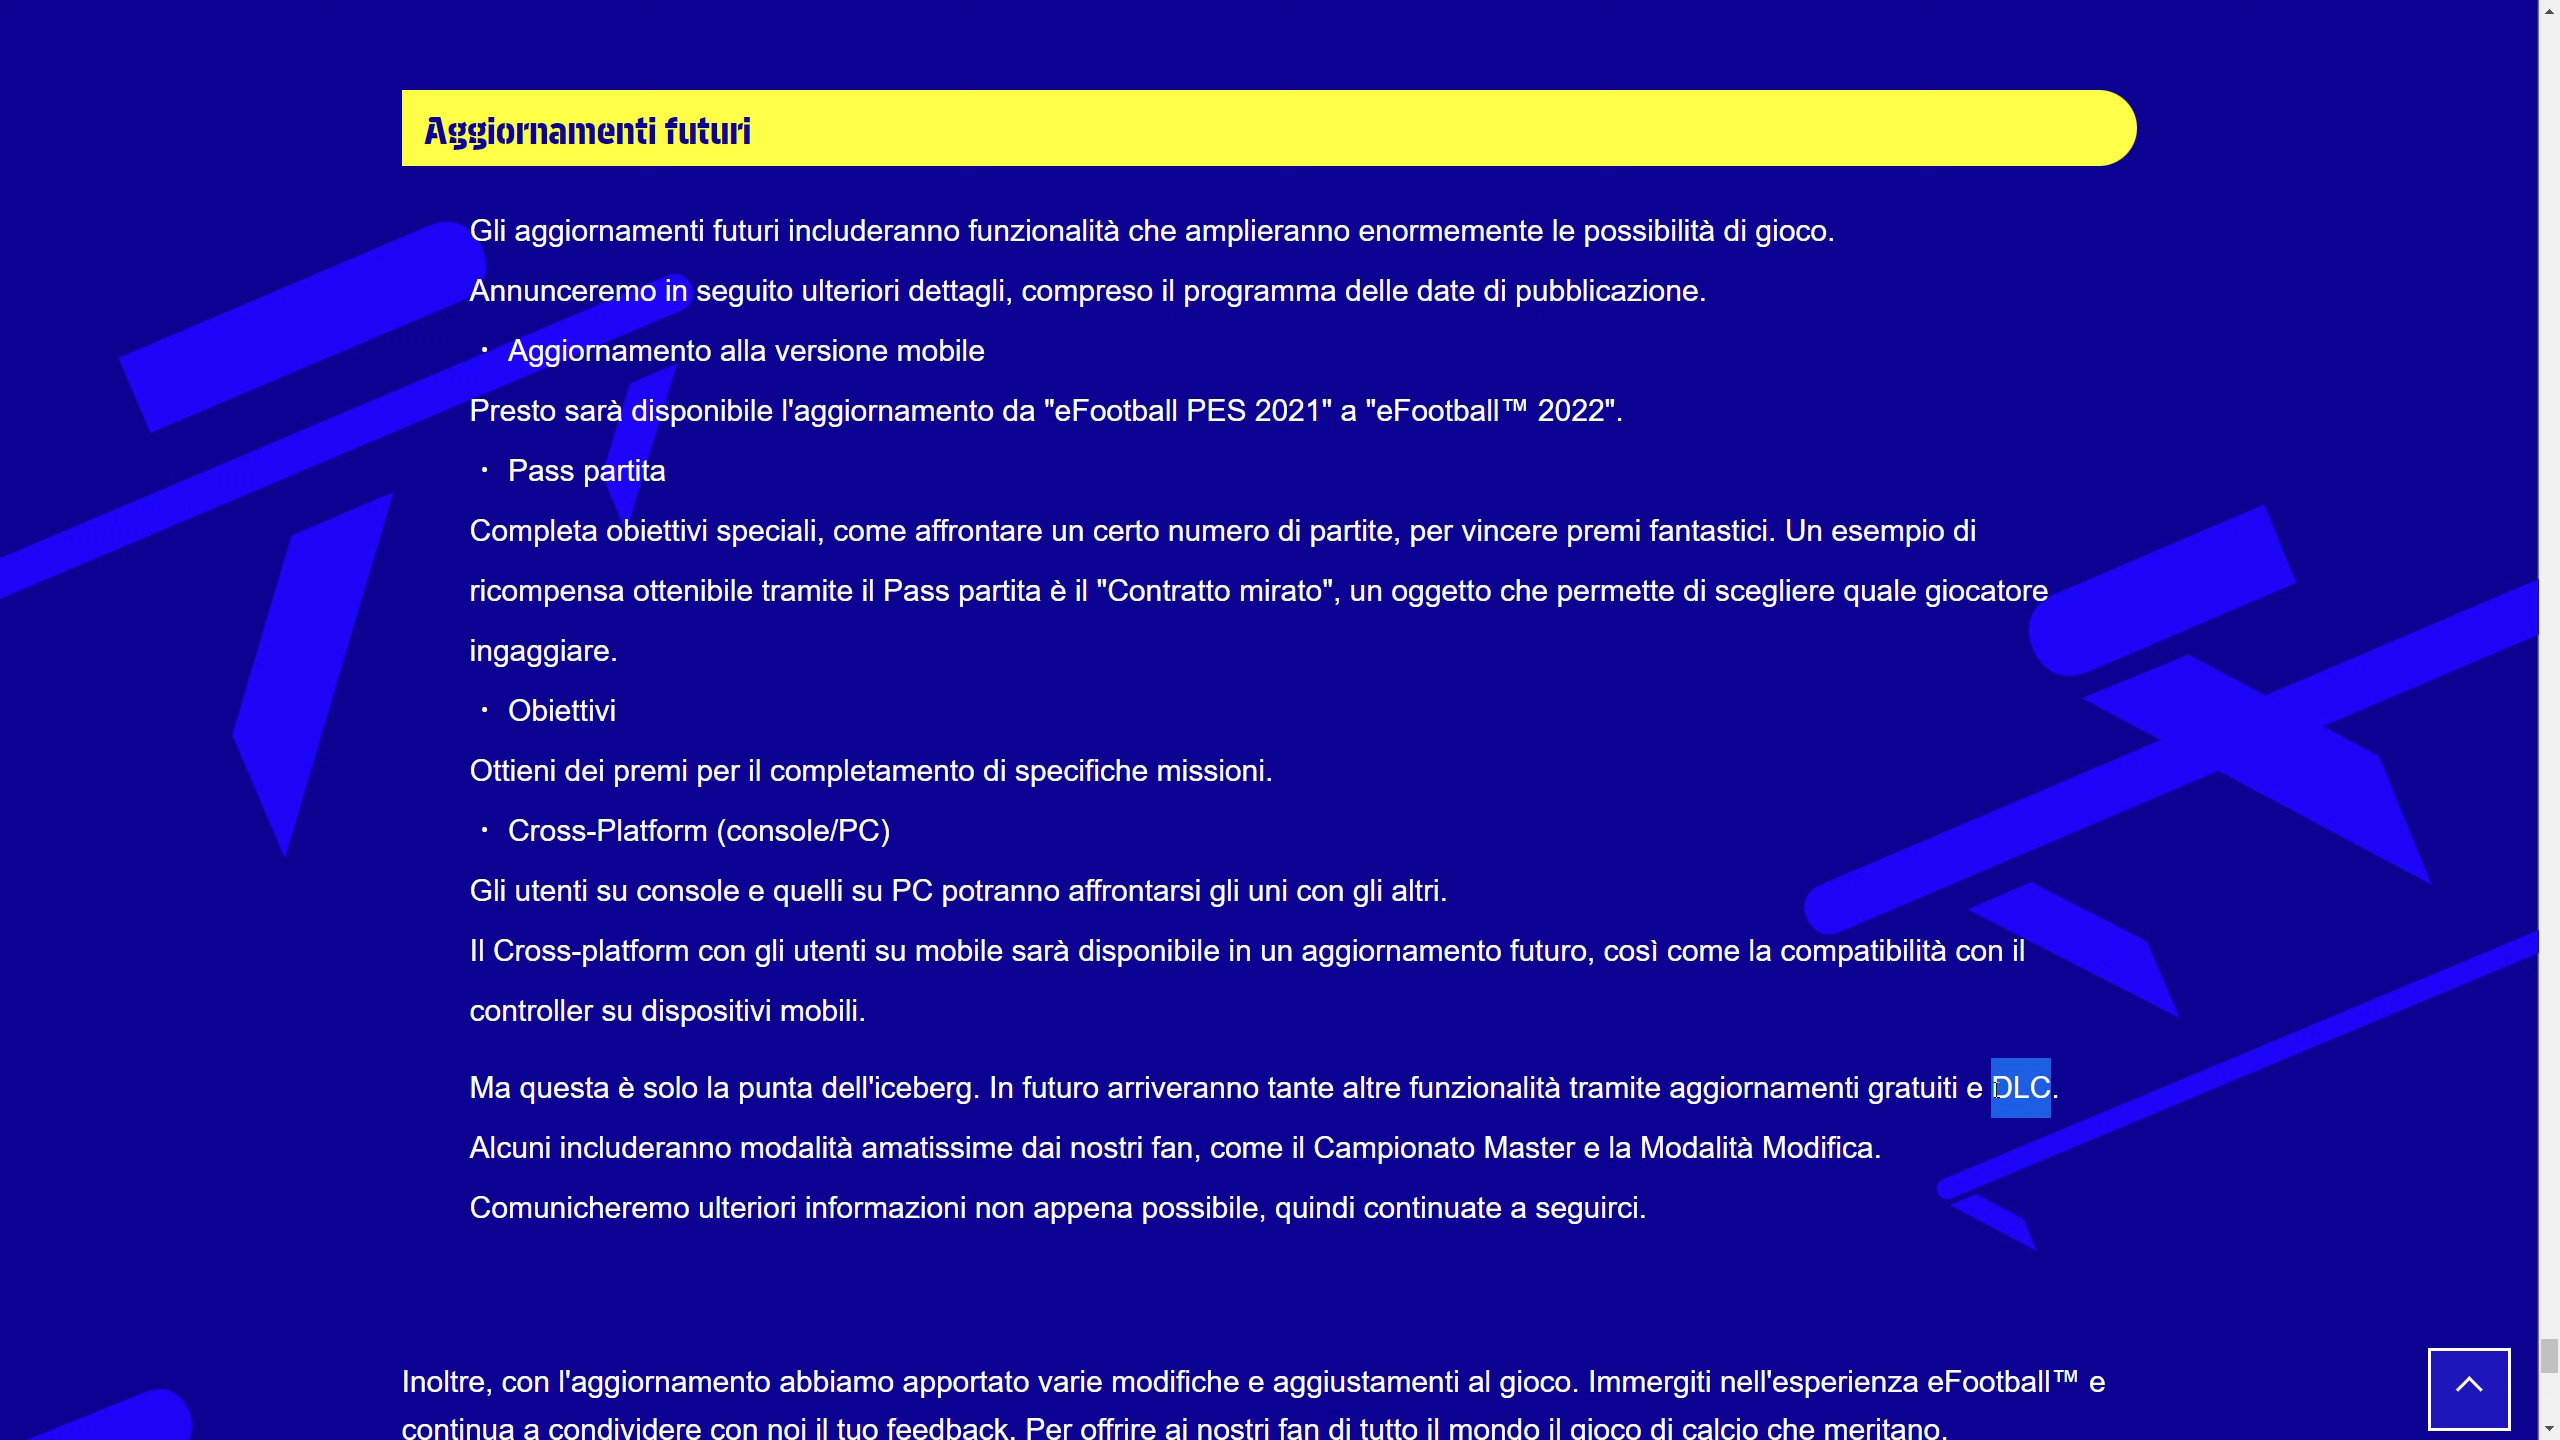 Aggiornamenti futuri
Gli aggiornamenti futuri includeranno funzionalità che amplieranno enormemente le possibilità di gioco.
Annunceremo in seguito ulteriori dettagli, compreso il programma delle date di pubblicazione.
・ Aggiornamento alla versione mobile
Presto sarà disponibile l'aggiornamento da "eFootball PES 2021" a "eFootball™ 2022".
・ Pass partita
Completa obiettivi speciali, come affrontare un certo numero di partite, per vincere premi fantastici. Un esempio di
ricompensa ottenibile tramite il Pass partita è il "Contratto mirato", un oggetto che permette di scegliere quale giocatore
ingaggiare.
・ Obiettivi
Ottieni dei premi per il completamento di specifiche missioni.
・ Cross-Platform (console/PC)
Gli utenti su console e quelli su PC potranno affrontarsi gli uni con gli altri.
Il Cross-platform con gli utenti su mobile sarà disponibile in un aggiornamento futuro, così come la compatibilità con il
controller su dispositivi mobili.
Ma questa è solo la punta dell'iceberg. In futuro arriveranno tante altre funzionalità tramite aggiornamenti gratuiti e DLC.
Alcuni includeranno modalità amatissime dai nostri fan, come il Campionato Master e la Modalità Modifica.
Comunicheremo ulteriori informazioni non appena possibile, quindi continuate a seguirci.
Inoltre, con l'aggiornamento abbiamo apportato varie modifiche e aggiustamenti al gioco. Immergiti nell'esperienza eFootball™ e
continua a condividere con noi il tuo feedback. Per offrire ai nostri fan di tutto il mondo il gioco di calcio che meritano,